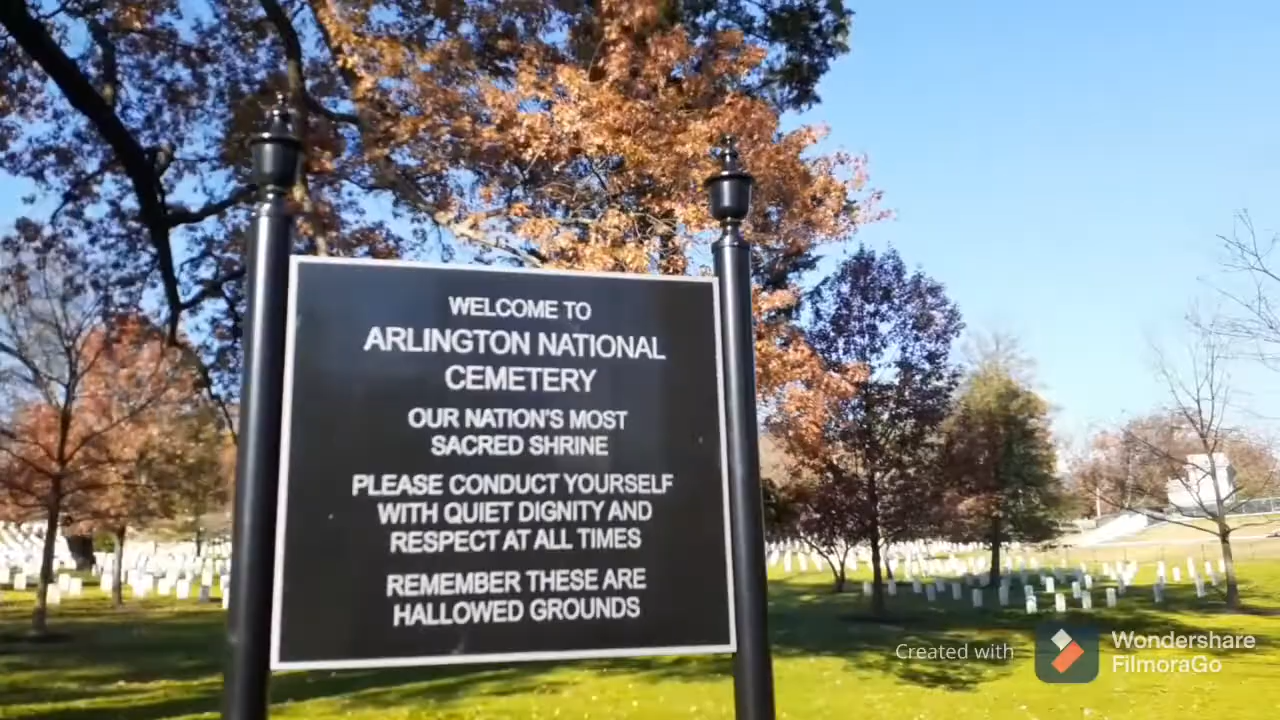 WELCOME TO
ARLINGTON NATIONAL
CEMETERY
OUR NATION'S MOST
SACRED SHRINE
PLEASE CONDUCT YOURSELF
WITH QUIET DIGNITY AND
RESPECT AT ALL TIMES
REMEMBER THESE ARE
HALLOWED GROUNDS
Created with
Wondershare
FilmoraGo